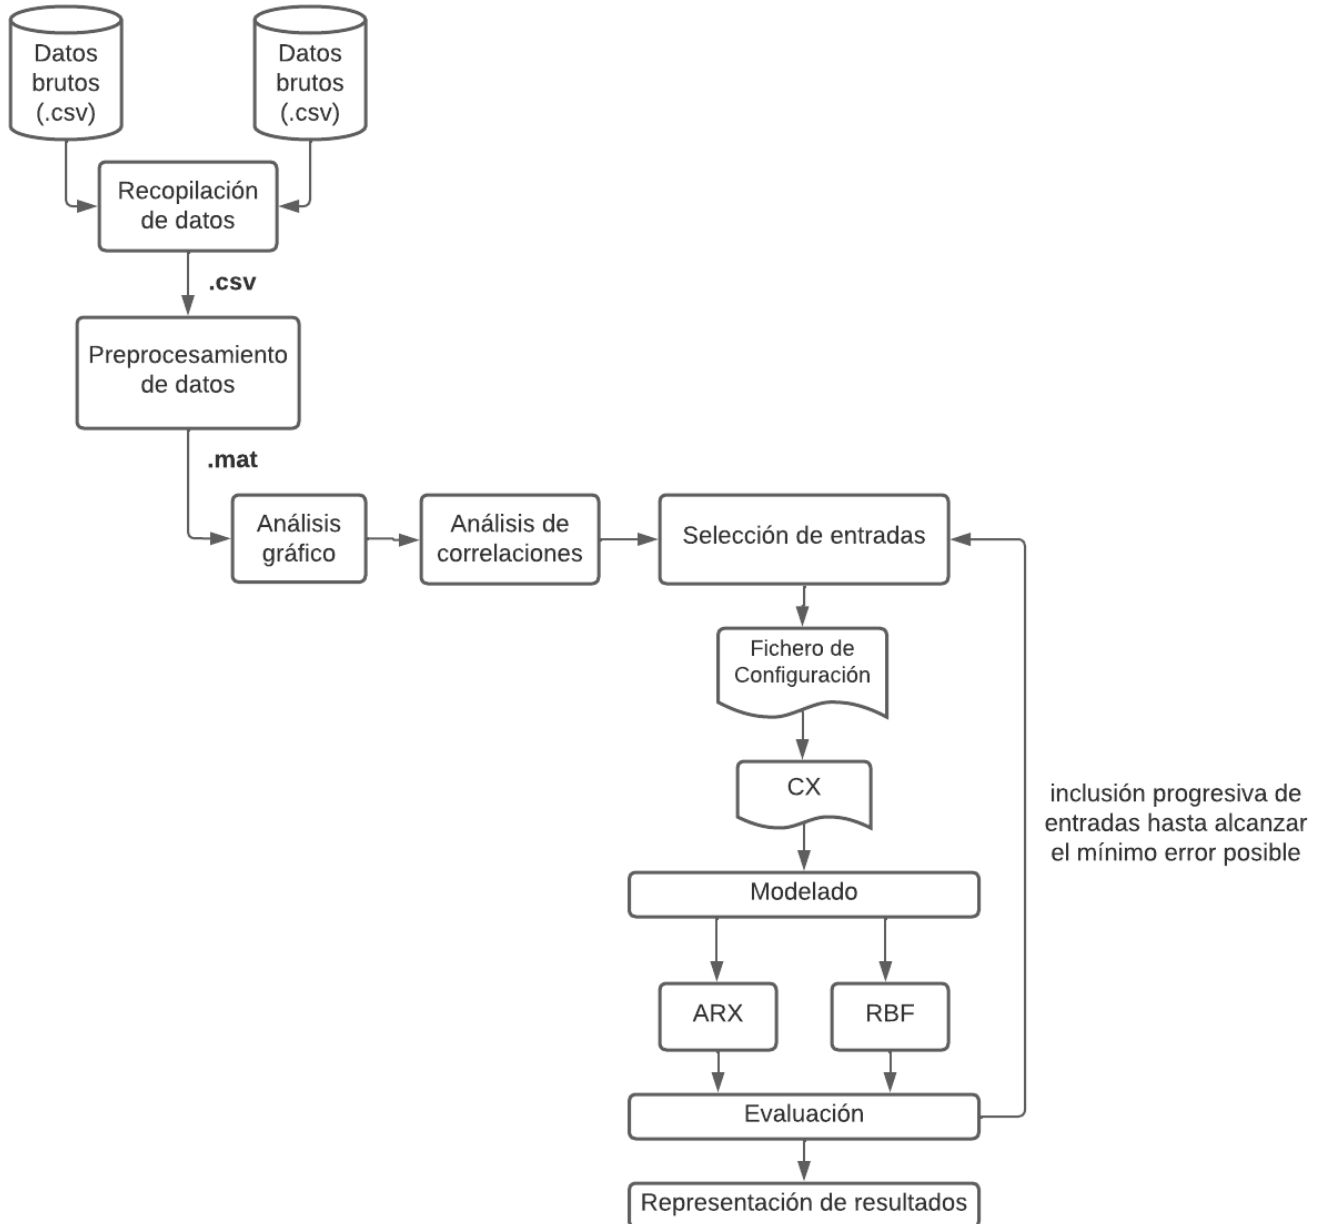 Datos
brutos
(.csv)
Datos
brutos
(.csv)
Recopilación
de datos
.csv
Preprocesamiento
de datos
.mat
Análisis
gráfico
Análisis de
correlaciones
Selección de entradas
Fichero de
Configuración
CX
inclusión progresiva de
entradas hasta alcanzar
el mínimo error posible
Modelado
ARX
RBF
Evaluación
Representación de resultados